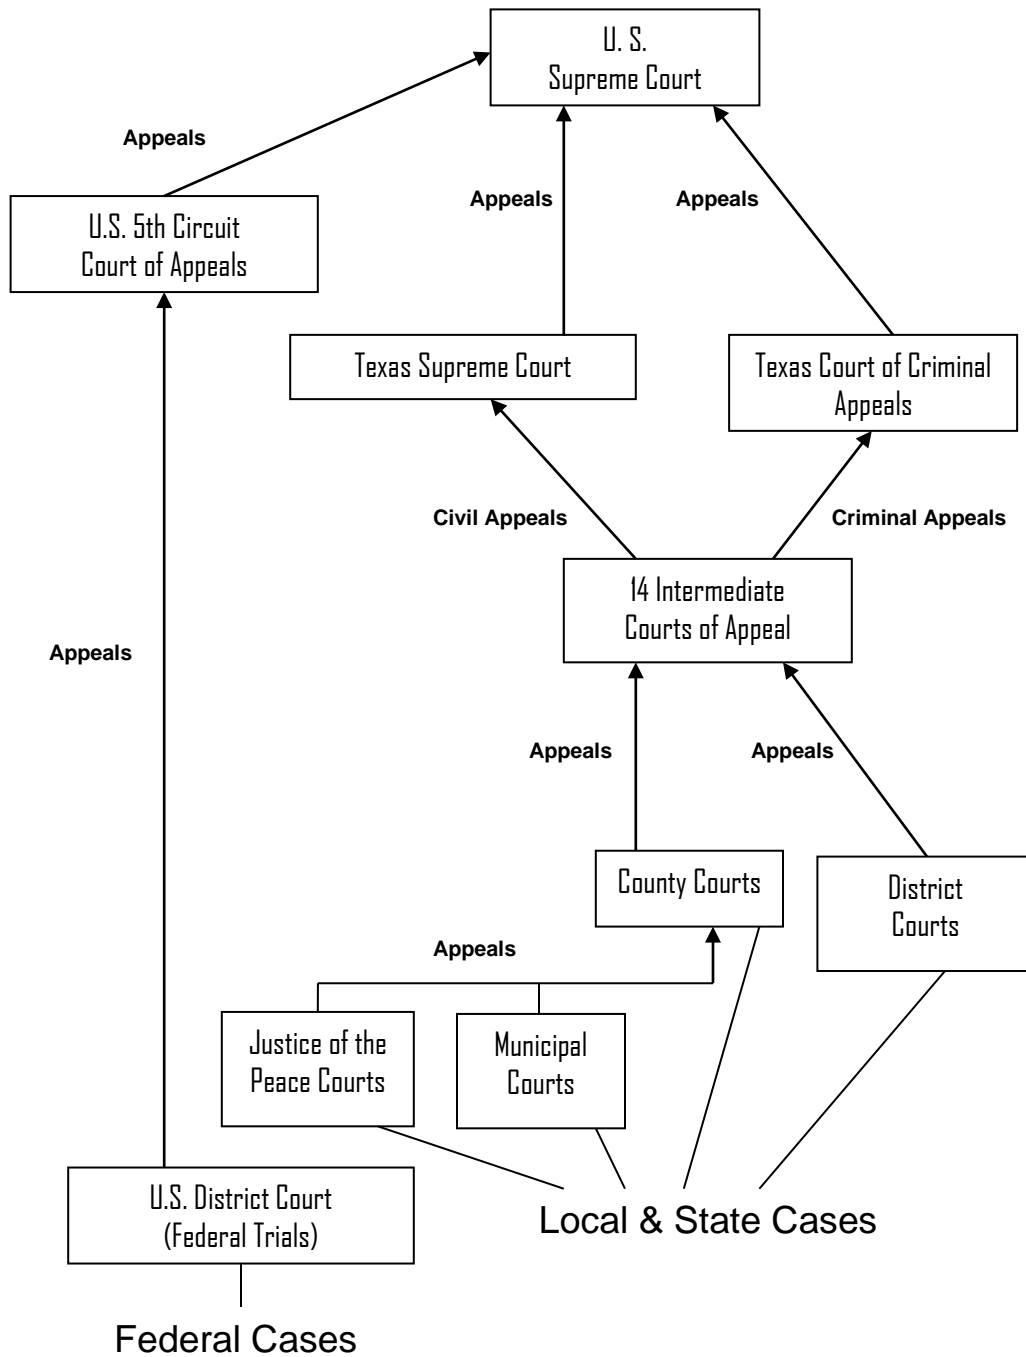 U. S.
Supreme Court
Appeals
Appeals
Appeals
U.S. 5th Circuit
Court of Appeals
Texas Supreme Court
Texas Court of Criminal
Appeals
Civil Appeals
Criminal Appeals
14 Intermediate
Courts of Appeal
Appeals
Appeals
Appeals
County Courts
District
Courts
Appeals
Justice of the
Peace Courts
Municipal
Courts
U.S. District Court
(Federal Trials)
Local & State Cases
Federal Cases